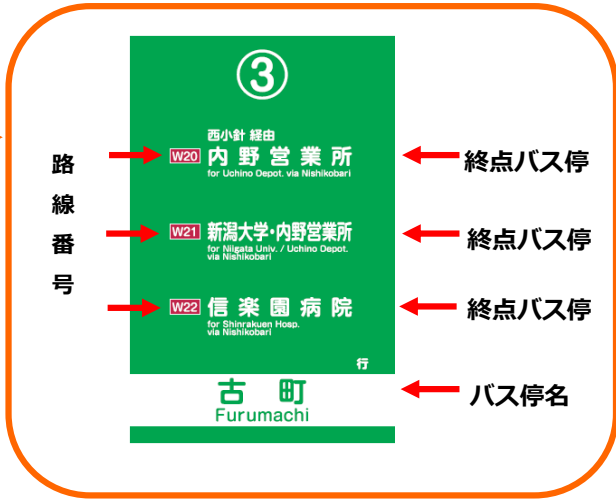 ③
西小針 経由
W20 内野営業所 終点バス停
for Uchino Depot. via Nishikobari
W21 新潟大学・内野営業所 終点バス停
for Niigata Univ. / Uchino Depot.
via Nishikobari
W22 信楽園病院 終点バス停
for Shinrakuen Hosp.
via Nishikobari
行
古町 バス停名
Furumachi
路線番号